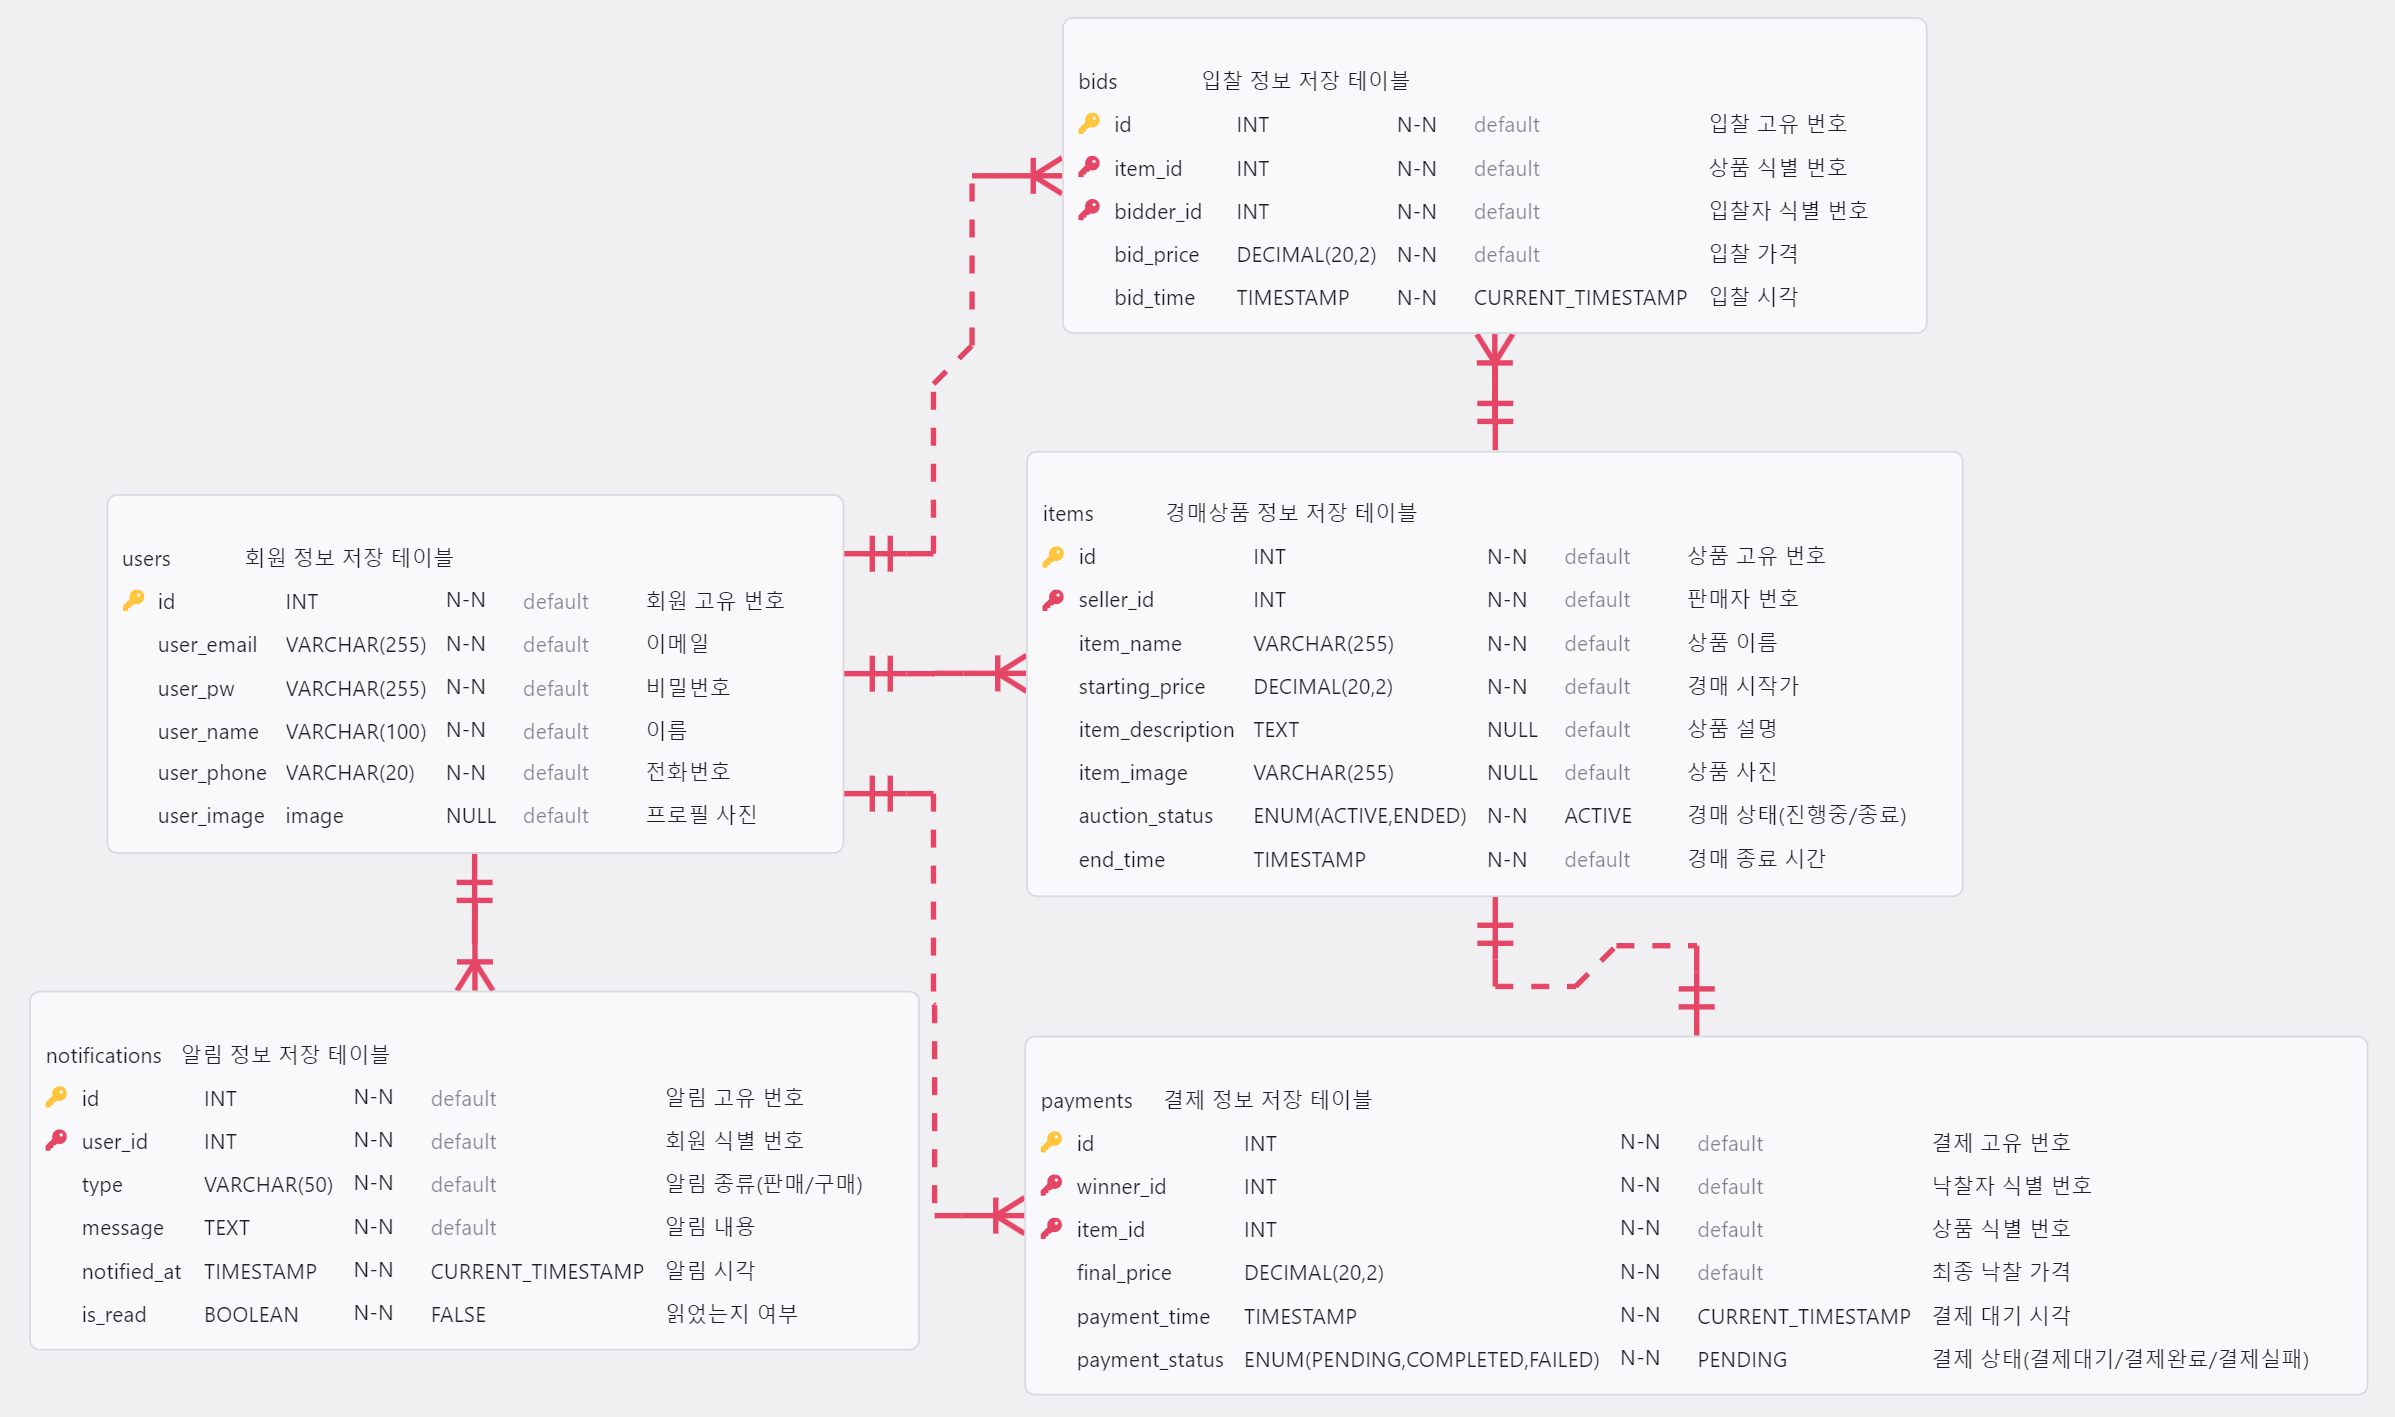 bids 입찰 정보 저장 테이블
id INT N-N default 입찰 고유 번호
item_id INT N-N default 상품 식별 번호
bidder_id INT N-N default 입찰자 식별 번호
bid_price DECIMAL(20,2) N-N default 입찰 가격
bid_time TIMESTAMP N-N CURRENT_TIMESTAMP 입찰 시각
users 회원 정보 저장 테이블
id INT N-N default 회원 고유 번호
user_email VARCHAR(255) N-N default 이메일
user_pw VARCHAR(255) N-N default 비밀번호
user_name VARCHAR(100) N-N default 이름
user_phone VARCHAR(20) N-N default 전화번호
user_image image NULL default 프로필 사진
items 경매상품 정보 저장 테이블
id INT N-N default 상품 고유 번호
seller_id INT N-N default 판매자 번호
item_name VARCHAR(255) N-N default 상품 이름
starting_price DECIMAL(20,2) N-N default 경매 시작가
item_description TEXT NULL default 상품 설명
item_image VARCHAR(255) NULL default 상품 사진
auction_status ENUM(ACTIVE,ENDED) N-N ACTIVE 경매 상태(진행중/종료)
end_time TIMESTAMP N-N default 경매 종료 시간
notifications 알림 정보 저장 테이블
id INT N-N default 알림 고유 번호
user_id INT N-N default 회원 식별 번호
type VARCHAR(50) N-N default 알림 종류(판매/구매)
message TEXT N-N default 알림 내용
notified_at TIMESTAMP N-N CURRENT_TIMESTAMP 알림 시각
is_read BOOLEAN N-N FALSE 읽었는지 여부
payments 결제 정보 저장 테이블
id INT N-N default 결제 고유 번호
winner_id INT N-N default 낙찰자 식별 번호
item_id INT N-N default 상품 식별 번호
final_price DECIMAL(20,2) N-N default 최종 낙찰 가격
payment_time TIMESTAMP N-N CURRENT_TIMESTAMP 결제 대기 시각
payment_status ENUM(PENDING,COMPLETED,FAILED) N-N PENDING 결제 상태(결제대기/결제완료/결제실패)